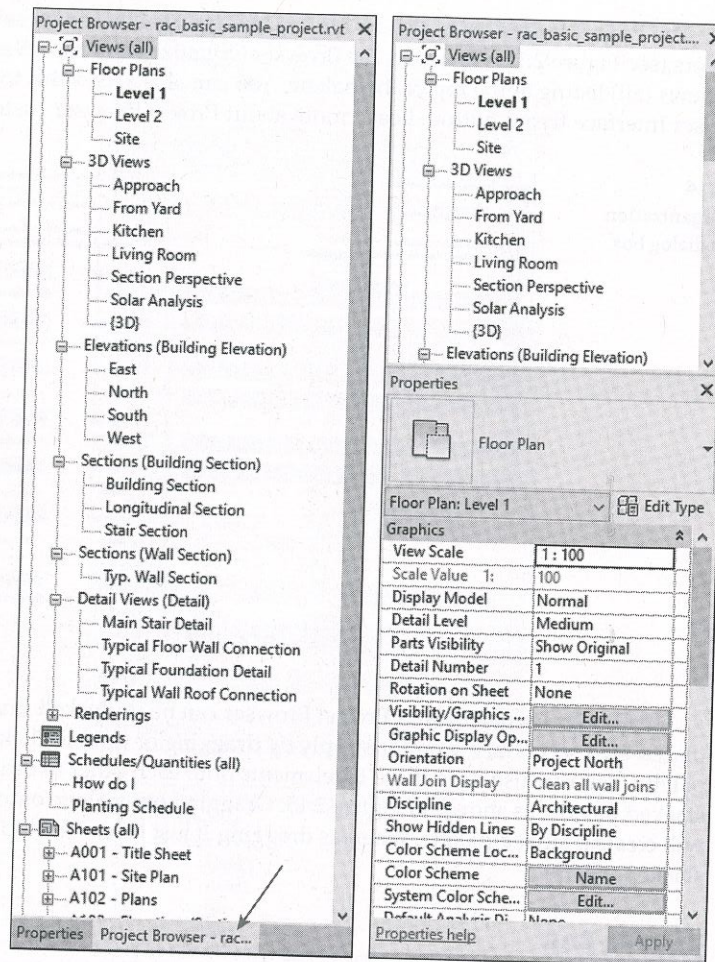 Project Browser - rac_basic_sample_project.rvt
Views (all)
Floor Plans
Level 1
Level 2
Site
3D Views
Approach
From Yard
Kitchen
Living Room
Section Perspective
Solar Analysis
{3D}
Elevations (Building Elevation)
East
North
South
West
Sections (Building Section)
Building Section
Longitudinal Section
Stair Section
Sections (Wall Section)
Typ. Wall Section
Detail Views (Detail)
Main Stair Detail
Typical Floor Wall Connection
Typical Foundation Detail
Typical Wall Roof Connection
Renderings
Legends
Schedules/Quantities (all)
How do I
Planting Schedule
Sheets (all)
A001 - Title Sheet
A101 - Site Plan
A102 - Plans
Properties Project Browser - rac...
Project Browser - rac_basic_sample_project....
Views (all)
Floor Plans
Level 1
Level 2
Site
3D Views
Approach
From Yard
Kitchen
Living Room
Section Perspective
Solar Analysis
{3D}
Elevations (Building Elevation)
Properties
Floor Plan
Floor Plan: Level 1 Edit Type
Graphics
View Scale 1 : 100
Scale Value 1: 100
Display Model Normal
Detail Level Medium
Parts Visibility Show Original
Detail Number 1
Rotation on Sheet None
Visibility/Graphics ... Edit...
Graphic Display Op... Edit...
Orientation Project North
Wall Join Display Clean all wall joins
Discipline Architectural
Show Hidden Lines By Discipline
Color Scheme Loc... Background
Color Scheme Name
System Color Sche... Edit...
Default Analysis Di... None
Properties help Apply